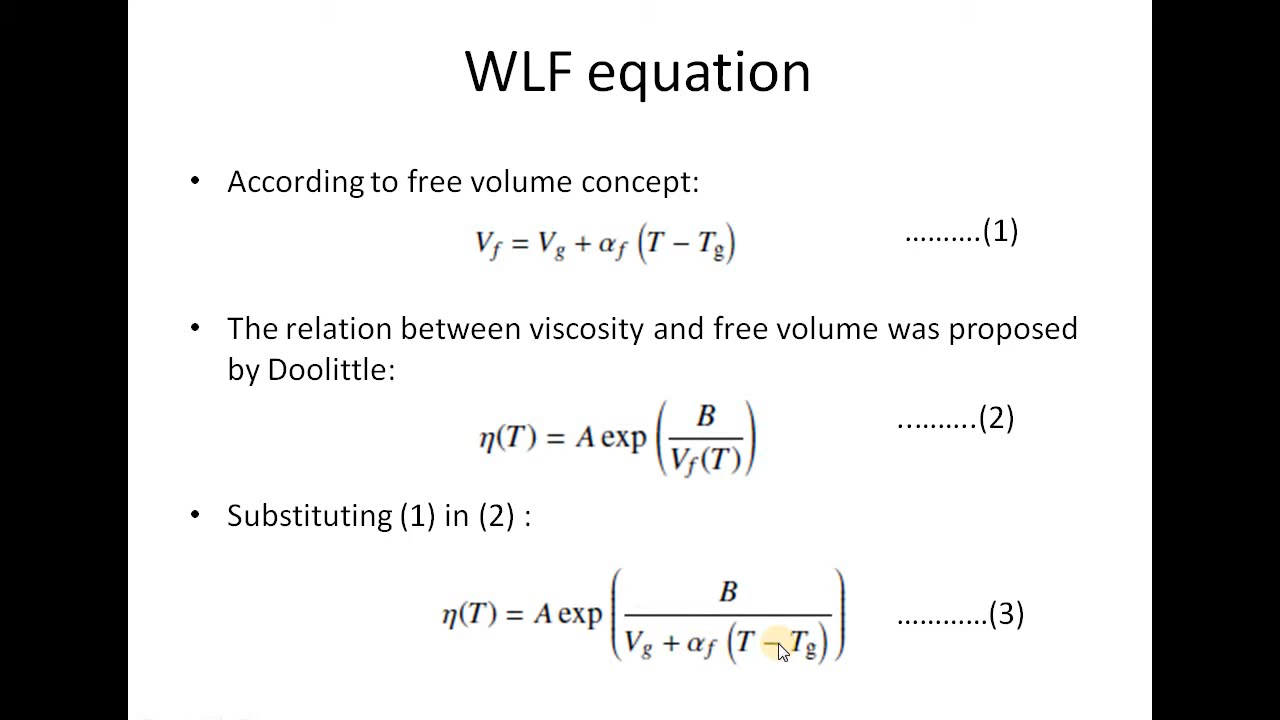 WLF equation
• According to free volume concept:
V_f = V_g + α_f (T − T_g) ..........(1)
• The relation between viscosity and free volume was proposed
by Doolittle:
η(T) = A exp (B / V_f(T)) ..........(2)
• Substituting (1) in (2) :
η(T) = A exp (B / V_g + α_f (T − T_g)) ............(3)